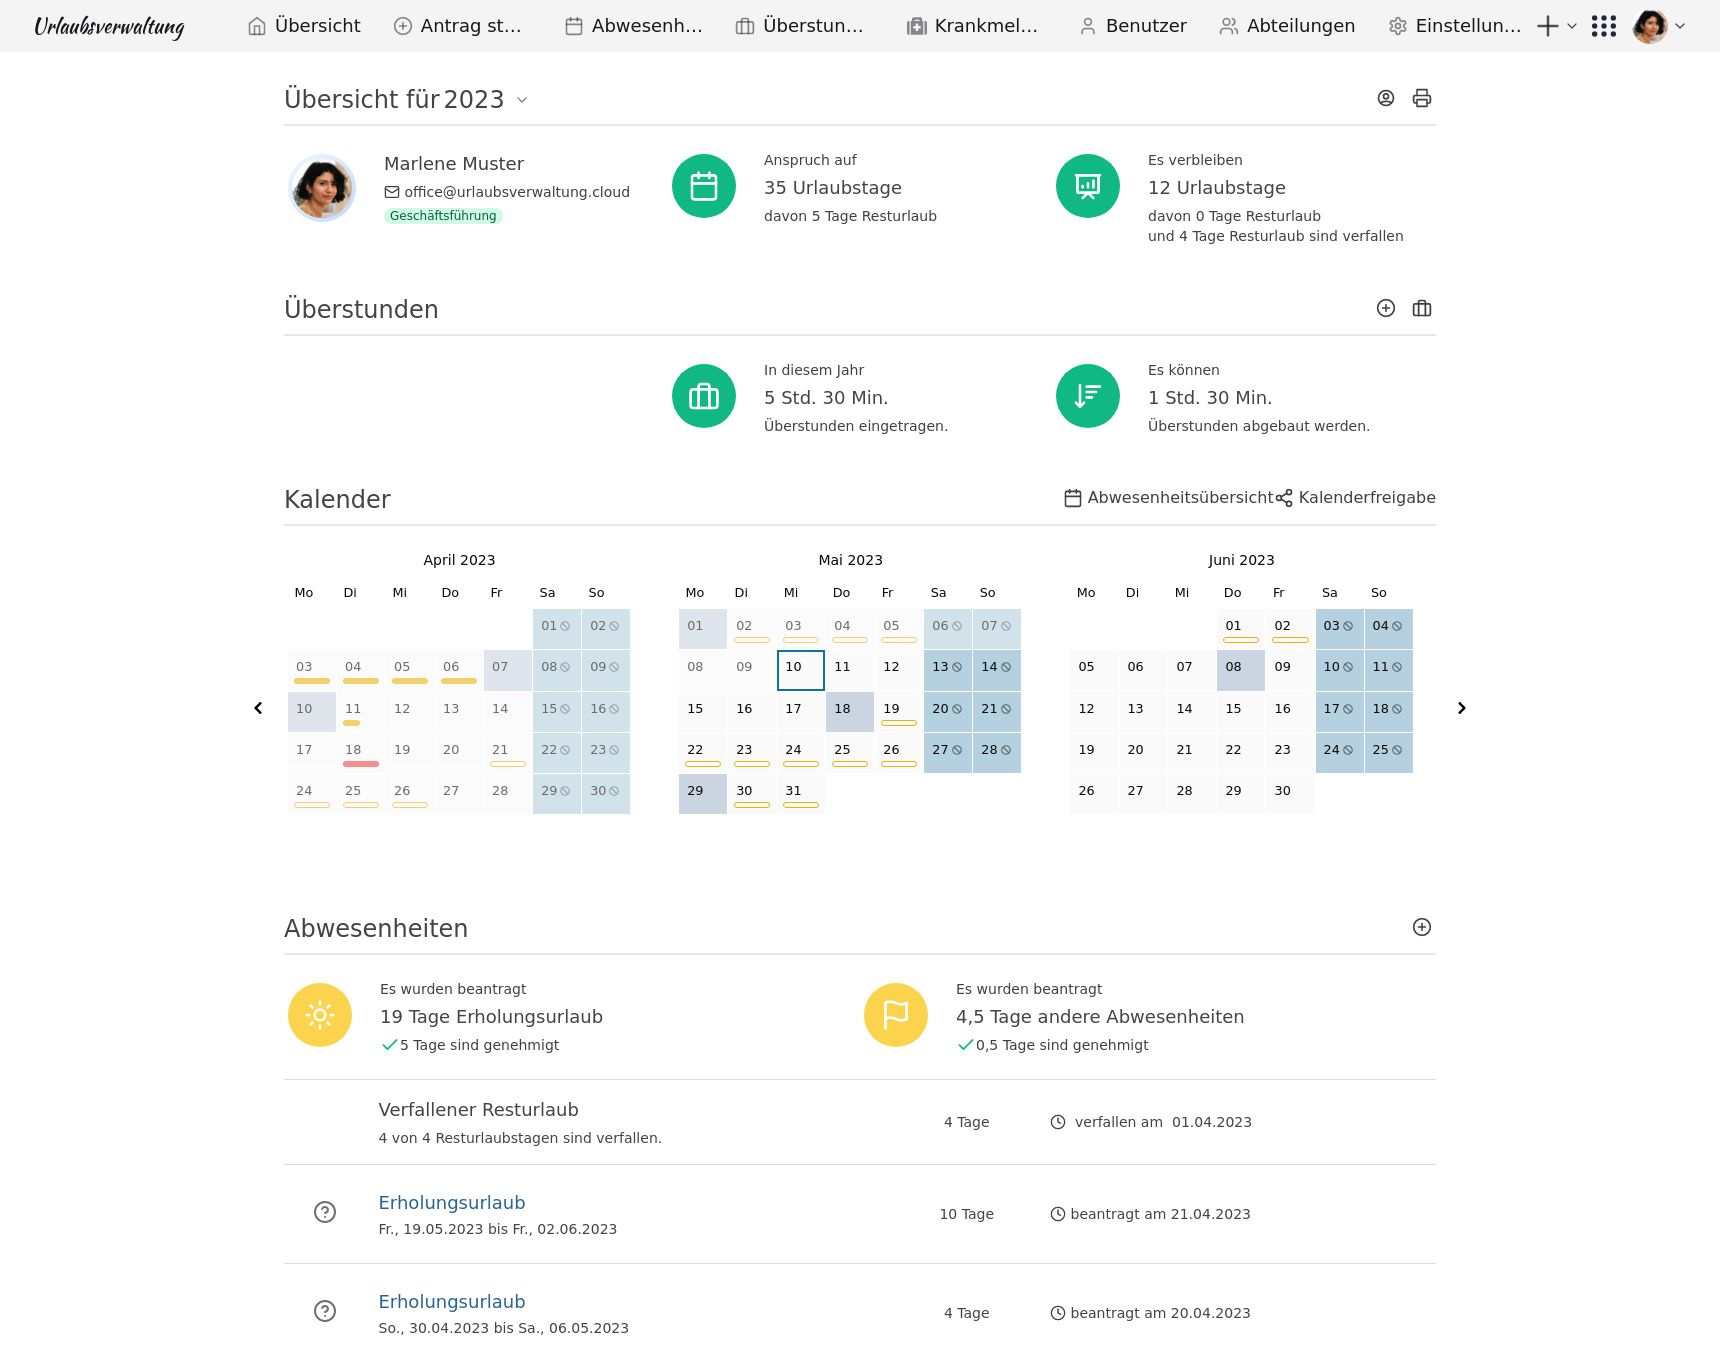 Urlaubsverwaltung Übersicht Antrag st… Abwesenh… Überstun… Krankmel… Benutzer Abteilungen Einstellun…
Übersicht für 2023
Marlene Muster
office@urlaubsverwaltung.cloud
Geschäftsführung
Anspruch auf
35 Urlaubstage
davon 5 Tage Resturlaub
Es verbleiben
12 Urlaubstage
davon 0 Tage Resturlaub
und 4 Tage Resturlaub sind verfallen
Überstunden
In diesem Jahr
5 Std. 30 Min.
Überstunden eingetragen.
Es können
1 Std. 30 Min.
Überstunden abgebaut werden.
Kalender
Abwesenheitsübersicht Kalenderfreigabe
April 2023
Mo Di Mi Do Fr Sa So
01 02
03 04 05 06 07 08 09
10 11 12 13 14 15 16
17 18 19 20 21 22 23
24 25 26 27 28 29 30
Mai 2023
Mo Di Mi Do Fr Sa So
01 02 03 04 05 06 07
08 09 10 11 12 13 14
15 16 17 18 19 20 21
22 23 24 25 26 27 28
29 30 31
Juni 2023
Mo Di Mi Do Fr Sa So
01 02 03 04
05 06 07 08 09 10 11
12 13 14 15 16 17 18
19 20 21 22 23 24 25
26 27 28 29 30
Abwesenheiten
Es wurden beantragt
19 Tage Erholungsurlaub
5 Tage sind genehmigt
Es wurden beantragt
4,5 Tage andere Abwesenheiten
0,5 Tage sind genehmigt
Verfallener Resturlaub
4 von 4 Resturlaubstagen sind verfallen.
4 Tage
verfallen am 01.04.2023
Erholungsurlaub
Fr., 19.05.2023 bis Fr., 02.06.2023
10 Tage
beantragt am 21.04.2023
Erholungsurlaub
So., 30.04.2023 bis Sa., 06.05.2023
4 Tage
beantragt am 20.04.2023